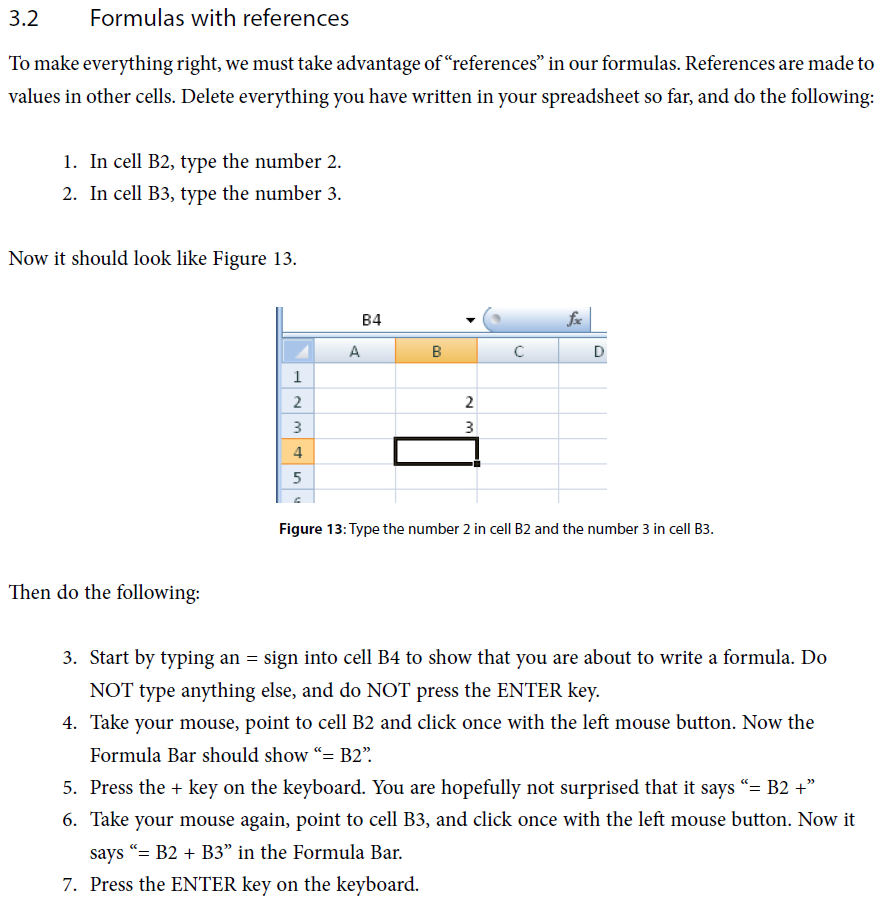 3.2 Formulas with references
To make everything right, we must take advantage of “references” in our formulas. References are made to
values in other cells. Delete everything you have written in your spreadsheet so far, and do the following:
1. In cell B2, type the number 2.
2. In cell B3, type the number 3.
Now it should look like Figure 13.
B4 fx
A B C D
1
2 2
3 3
4
5
Figure 13: Type the number 2 in cell B2 and the number 3 in cell B3.
Then do the following:
3. Start by typing an = sign into cell B4 to show that you are about to write a formula. Do
NOT type anything else, and do NOT press the ENTER key.
4. Take your mouse, point to cell B2 and click once with the left mouse button. Now the
Formula Bar should show “= B2”.
5. Press the + key on the keyboard. You are hopefully not surprised that it says “= B2 +”
6. Take your mouse again, point to cell B3, and click once with the left mouse button. Now it
says “= B2 + B3” in the Formula Bar.
7. Press the ENTER key on the keyboard.